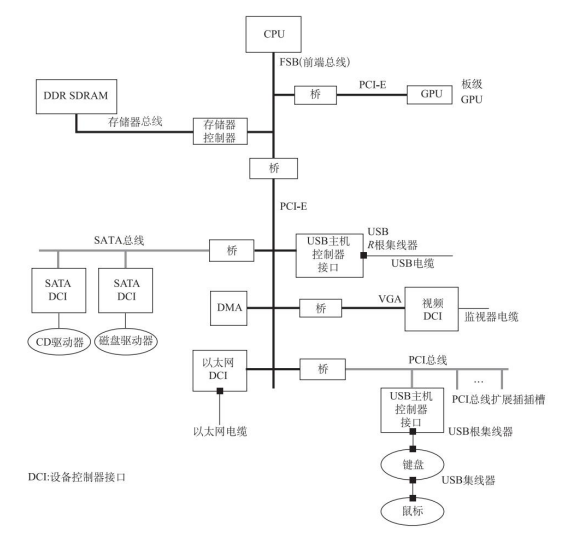 CPU
FSB(前端总线)
DDR SDRAM
桥
PCI-E
GPU
板级
GPU
存储器总线
存储器
控制器
桥
PCI-E
SATA总线
桥
USB主机
控制器
接口
USB
R根集线器
USB电缆
SATA
DCI
SATA
DCI
DMA
桥
VGA
视频
DCI
监视器电缆
CD驱动器
磁盘驱动器
以太网
DCI
桥
PCI总线
...
USB主机
控制器
接口
PCI总线扩展插插槽
以太网电缆
USB根集线器
键盘
DCI:设备控制器接口
USB集线器
鼠标